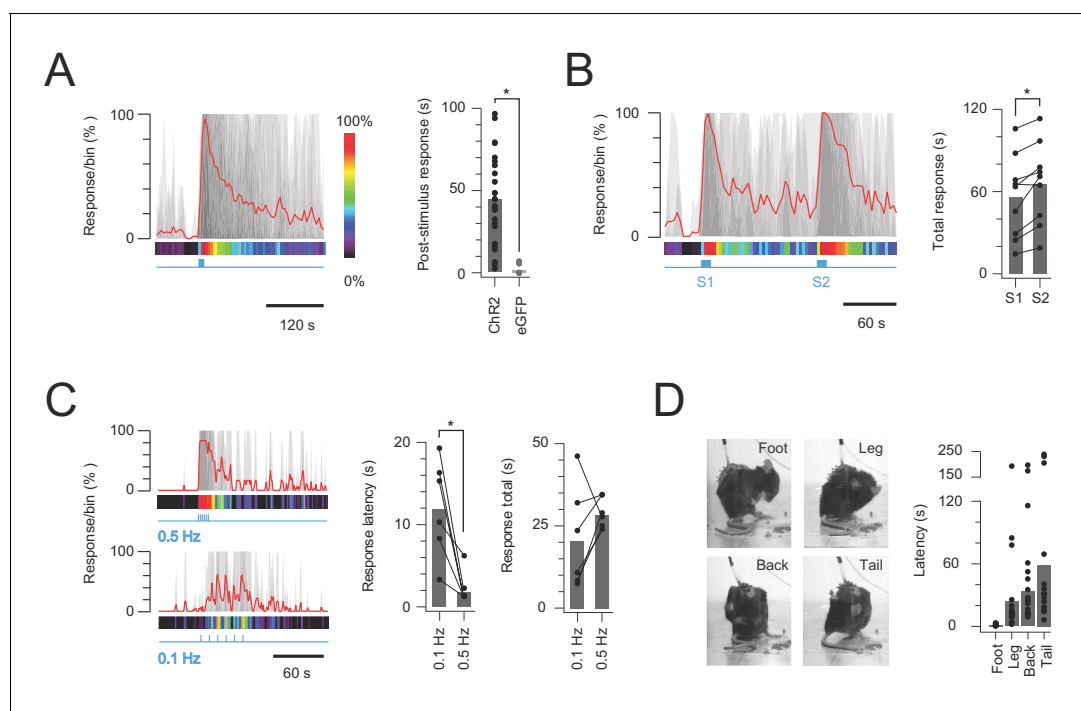 A
Response/bin (%)
100
0
100%
0%
120 s
Post-stimulus response (s)
100
50
0
*
ChR2
eGFP
B
Response/bin (%)
100
0
S1
S2
60 s
Total response (s)
120
60
0
*
S1
S2
C
Response/bin (%)
100
0
0.5 Hz
Response/bin (%)
100
0
0.1 Hz
60 s
Response latency (s)
20
10
0
*
0.1 Hz
0.5 Hz
Response total (s)
50
25
0
0.1 Hz
0.5 Hz
D
Foot
Leg
Back
Tail
Latency (s)
250
150
120
60
0
Foot
Leg
Back
Tail